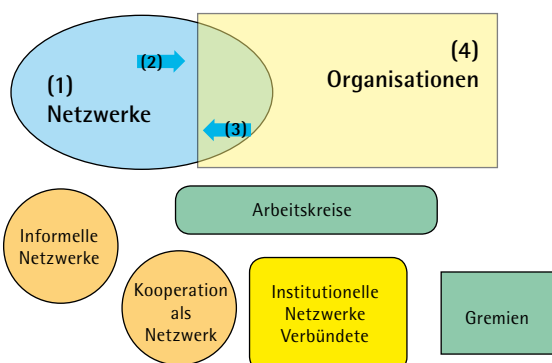 (1)
Netzwerke
(2)
(3)
(4)
Organisationen
Arbeitskreise
Informelle
Netzwerke
Kooperation
als
Netzwerk
Institutionelle
Netzwerke
Verbündete
Gremien